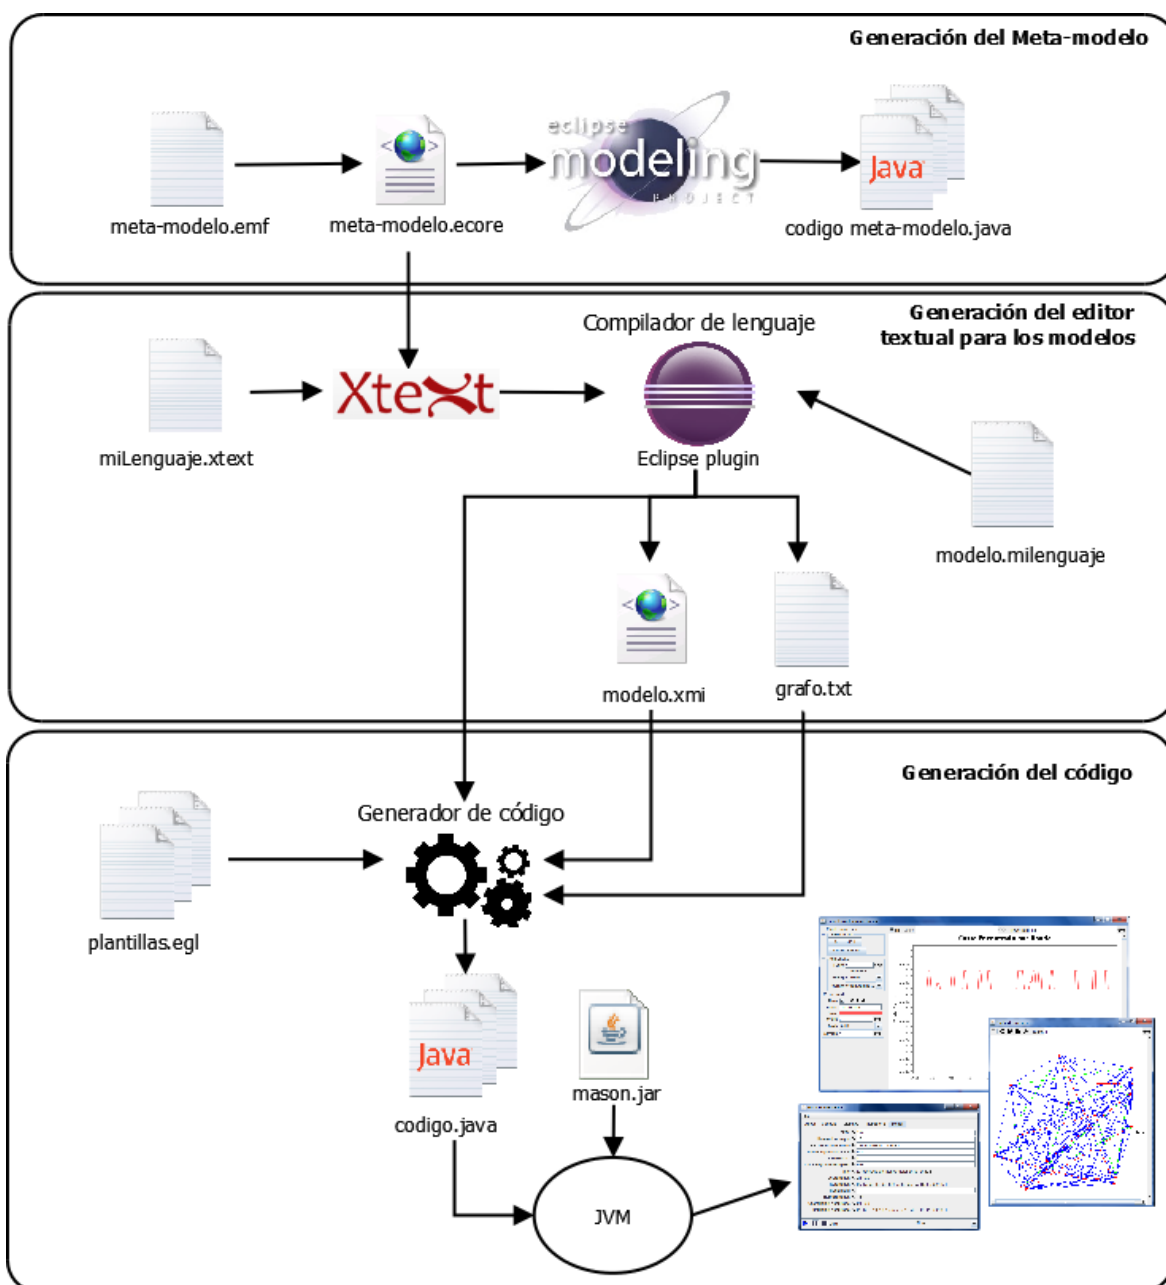 Generación del Meta-modelo
eclipse
modeling
PROJECT
Java
meta-modelo.emf
meta-modelo.ecore
codigo meta-modelo.java
Generación del editor
textual para los modelos
Compilador de lenguaje
Xtext
miLenguaje.xtext
Eclipse plugin
modelo.milenguaje
modelo.xmi
grafo.txt
Generación del código
Generador de código
plantillas.egl
Java
mason.jar
codigo.java
JVM